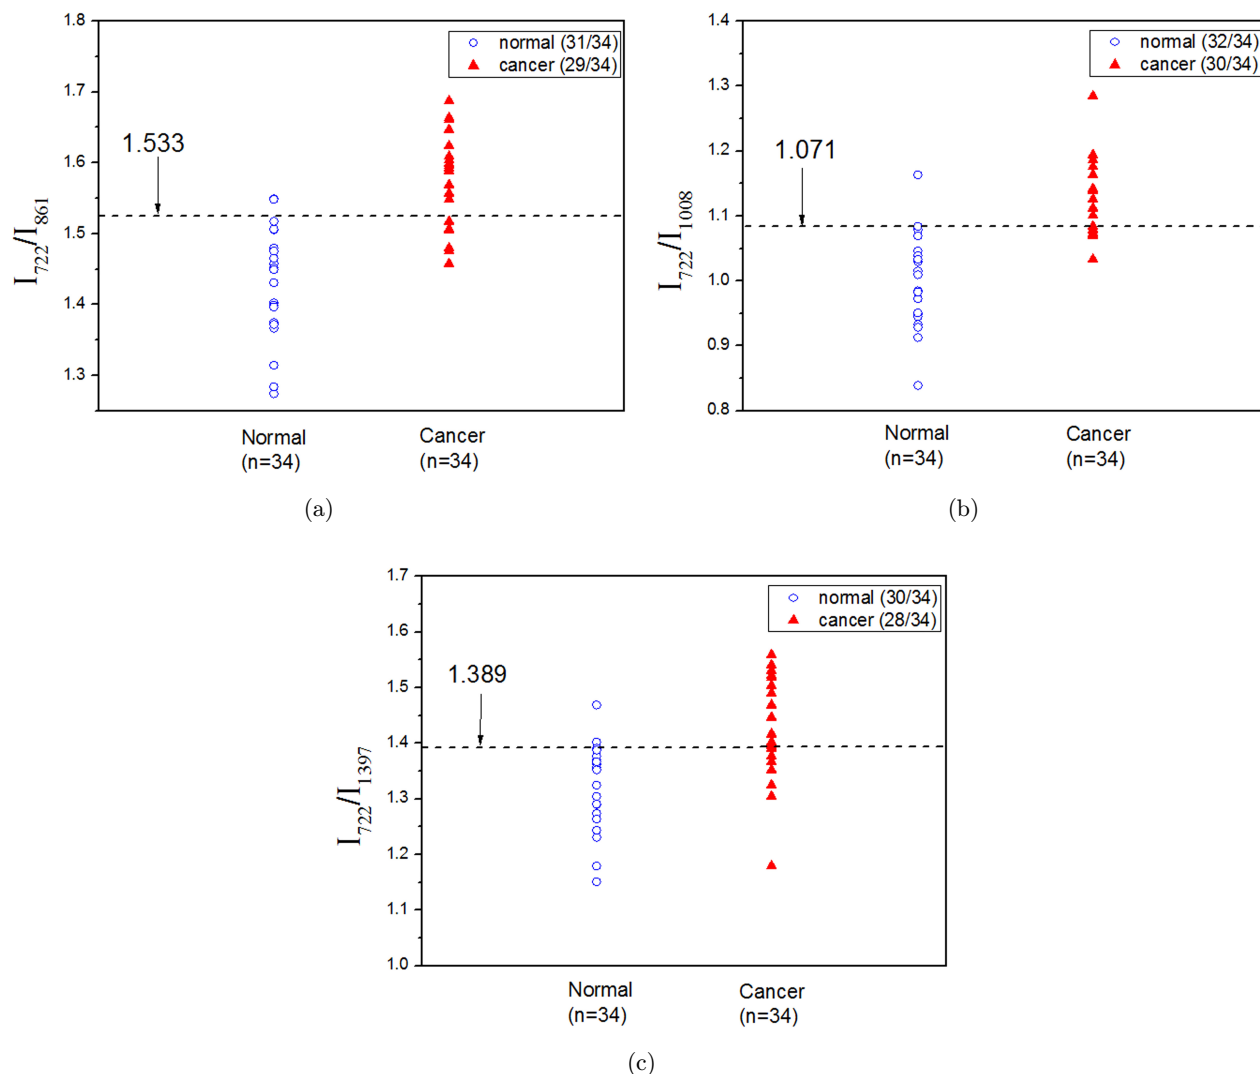 1.8
1.7
1.6
1.5
1.4
1.3
I722/I861
1.533
normal (31/34)
cancer (29/34)
Normal
(n=34)
Cancer
(n=34)
(a)
1.4
1.3
1.2
1.1
1.0
0.9
0.8
I722/I1008
1.071
normal (32/34)
cancer (30/34)
Normal
(n=34)
Cancer
(n=34)
(b)
1.7
1.6
1.5
1.4
1.3
1.2
1.1
1.0
I722/I1397
1.389
normal (30/34)
cancer (28/34)
Normal
(n=34)
Cancer
(n=34)
(c)